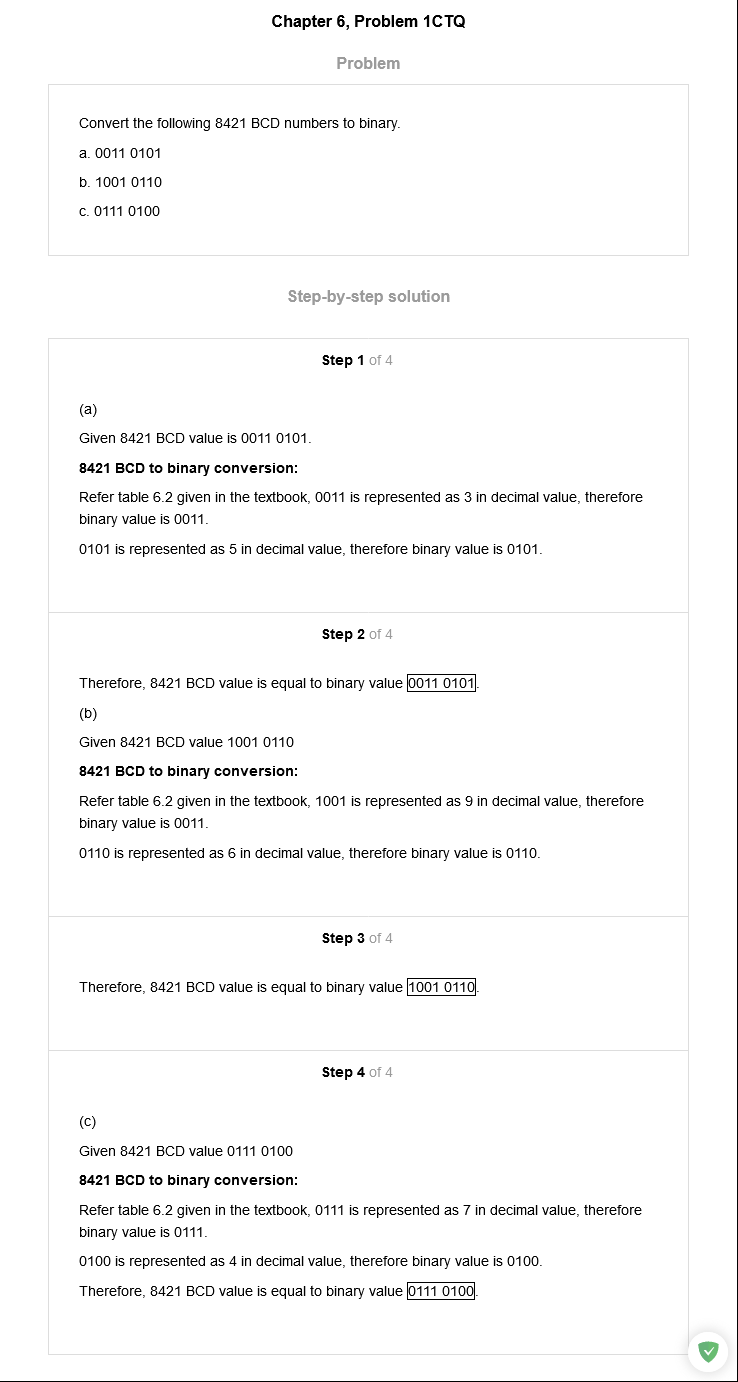 Chapter 6, Problem 1CTQ
Problem
Convert the following 8421 BCD numbers to binary.
a. 0011 0101
b. 1001 0110
c. 0111 0100
Step-by-step solution
Step 1 of 4
(a)
Given 8421 BCD value is 0011 0101.
8421 BCD to binary conversion:
Refer table 6.2 given in the textbook, 0011 is represented as 3 in decimal value, therefore
binary value is 0011.
0101 is represented as 5 in decimal value, therefore binary value is 0101.
Step 2 of 4
Therefore, 8421 BCD value is equal to binary value 0011 0101.
(b)
Given 8421 BCD value 1001 0110
8421 BCD to binary conversion:
Refer table 6.2 given in the textbook, 1001 is represented as 9 in decimal value, therefore
binary value is 0011.
0110 is represented as 6 in decimal value, therefore binary value is 0110.
Step 3 of 4
Therefore, 8421 BCD value is equal to binary value 1001 0110.
Step 4 of 4
(c)
Given 8421 BCD value 0111 0100
8421 BCD to binary conversion:
Refer table 6.2 given in the textbook, 0111 is represented as 7 in decimal value, therefore
binary value is 0111.
0100 is represented as 4 in decimal value, therefore binary value is 0100.
Therefore, 8421 BCD value is equal to binary value 0111 0100.